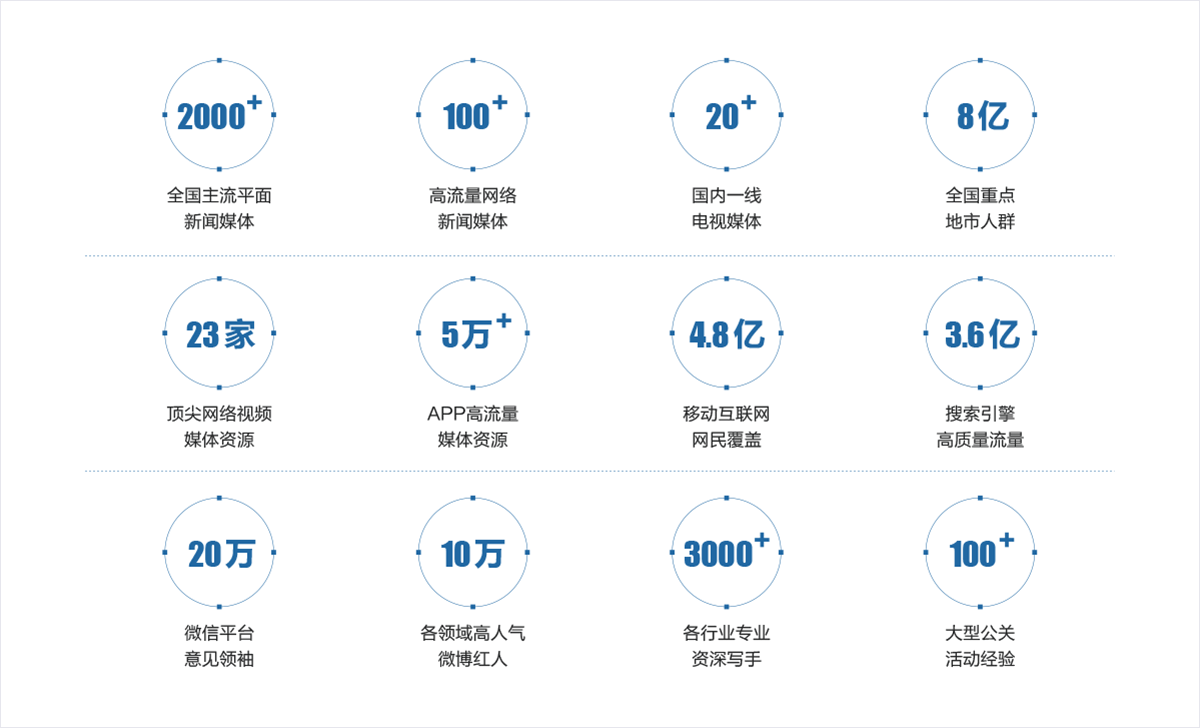 2000+
全国主流平面
新闻媒体
100+
高流量网络
新闻媒体
20+
国内一线
电视媒体
8亿
全国重点
地市人群
23家
顶尖网络视频
媒体资源
5万+
APP高流量
媒体资源
4.8亿
移动互联网
网民覆盖
3.6亿
搜索引擎
高质量流量
20万
微信平台
意见领袖
10万
各领域高人气
微博红人
3000+
各行业专业
资深写手
100+
大型公关
活动经验